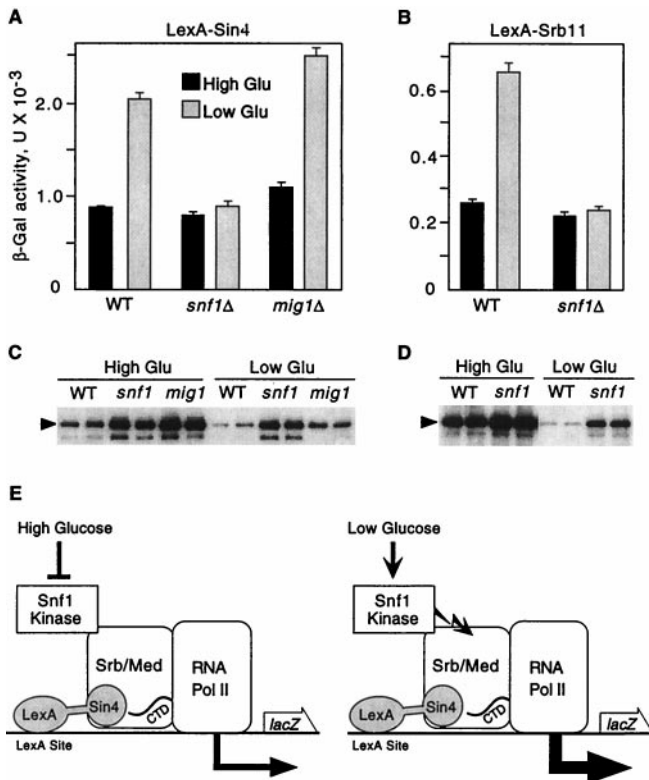 A
LexA-Sin4
β-Gal activity, U X 10⁻³
2.0
1.0
0
High Glu
Low Glu
WT
snf1Δ
mig1Δ
B
LexA-Srb11
0.6
0.4
0.2
0
WT
snf1Δ
C
High Glu
Low Glu
WT snf1 mig1 WT snf1 mig1
D
High Glu
Low Glu
WT snf1 WT snf1
E
High Glucose
Snf1
Kinase
Srb/Med
RNA
Pol II
LexA
Sin4
CTD
lacZ
LexA Site
Low Glucose
Snf1
Kinase
Srb/Med
RNA
Pol II
LexA
Sin4
CTD
lacZ
LexA Site